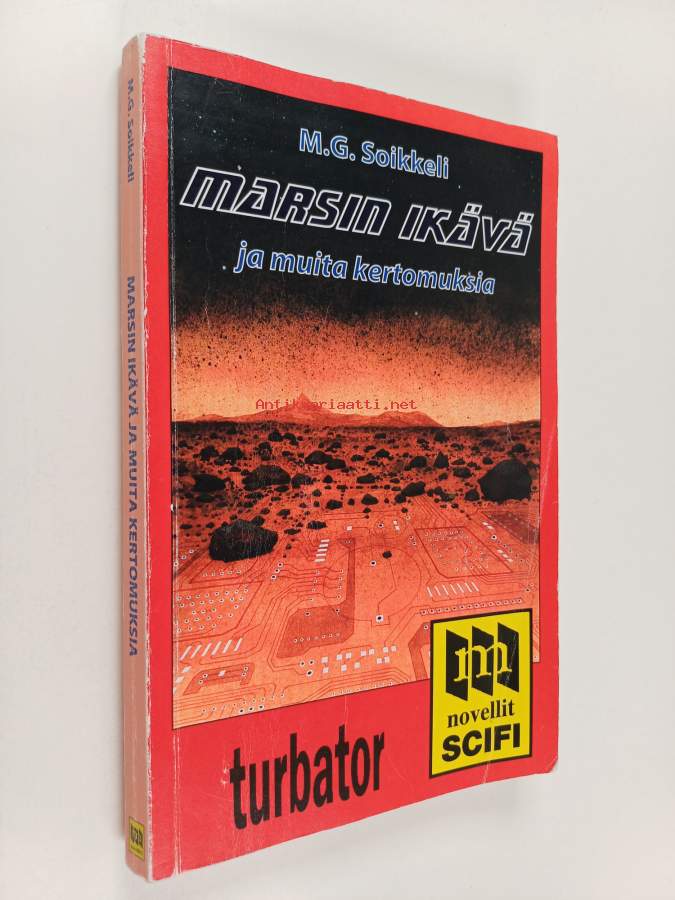 M.G. Soikkeli
MARSIN IKÄVÄ
ja muita kertomuksia
Antikvariaatti.net
m
novellit
SCIFI
turbator
M.G. Soikkeli
MARSIN IKÄVÄ JA MUITA KERTOMUKSIA